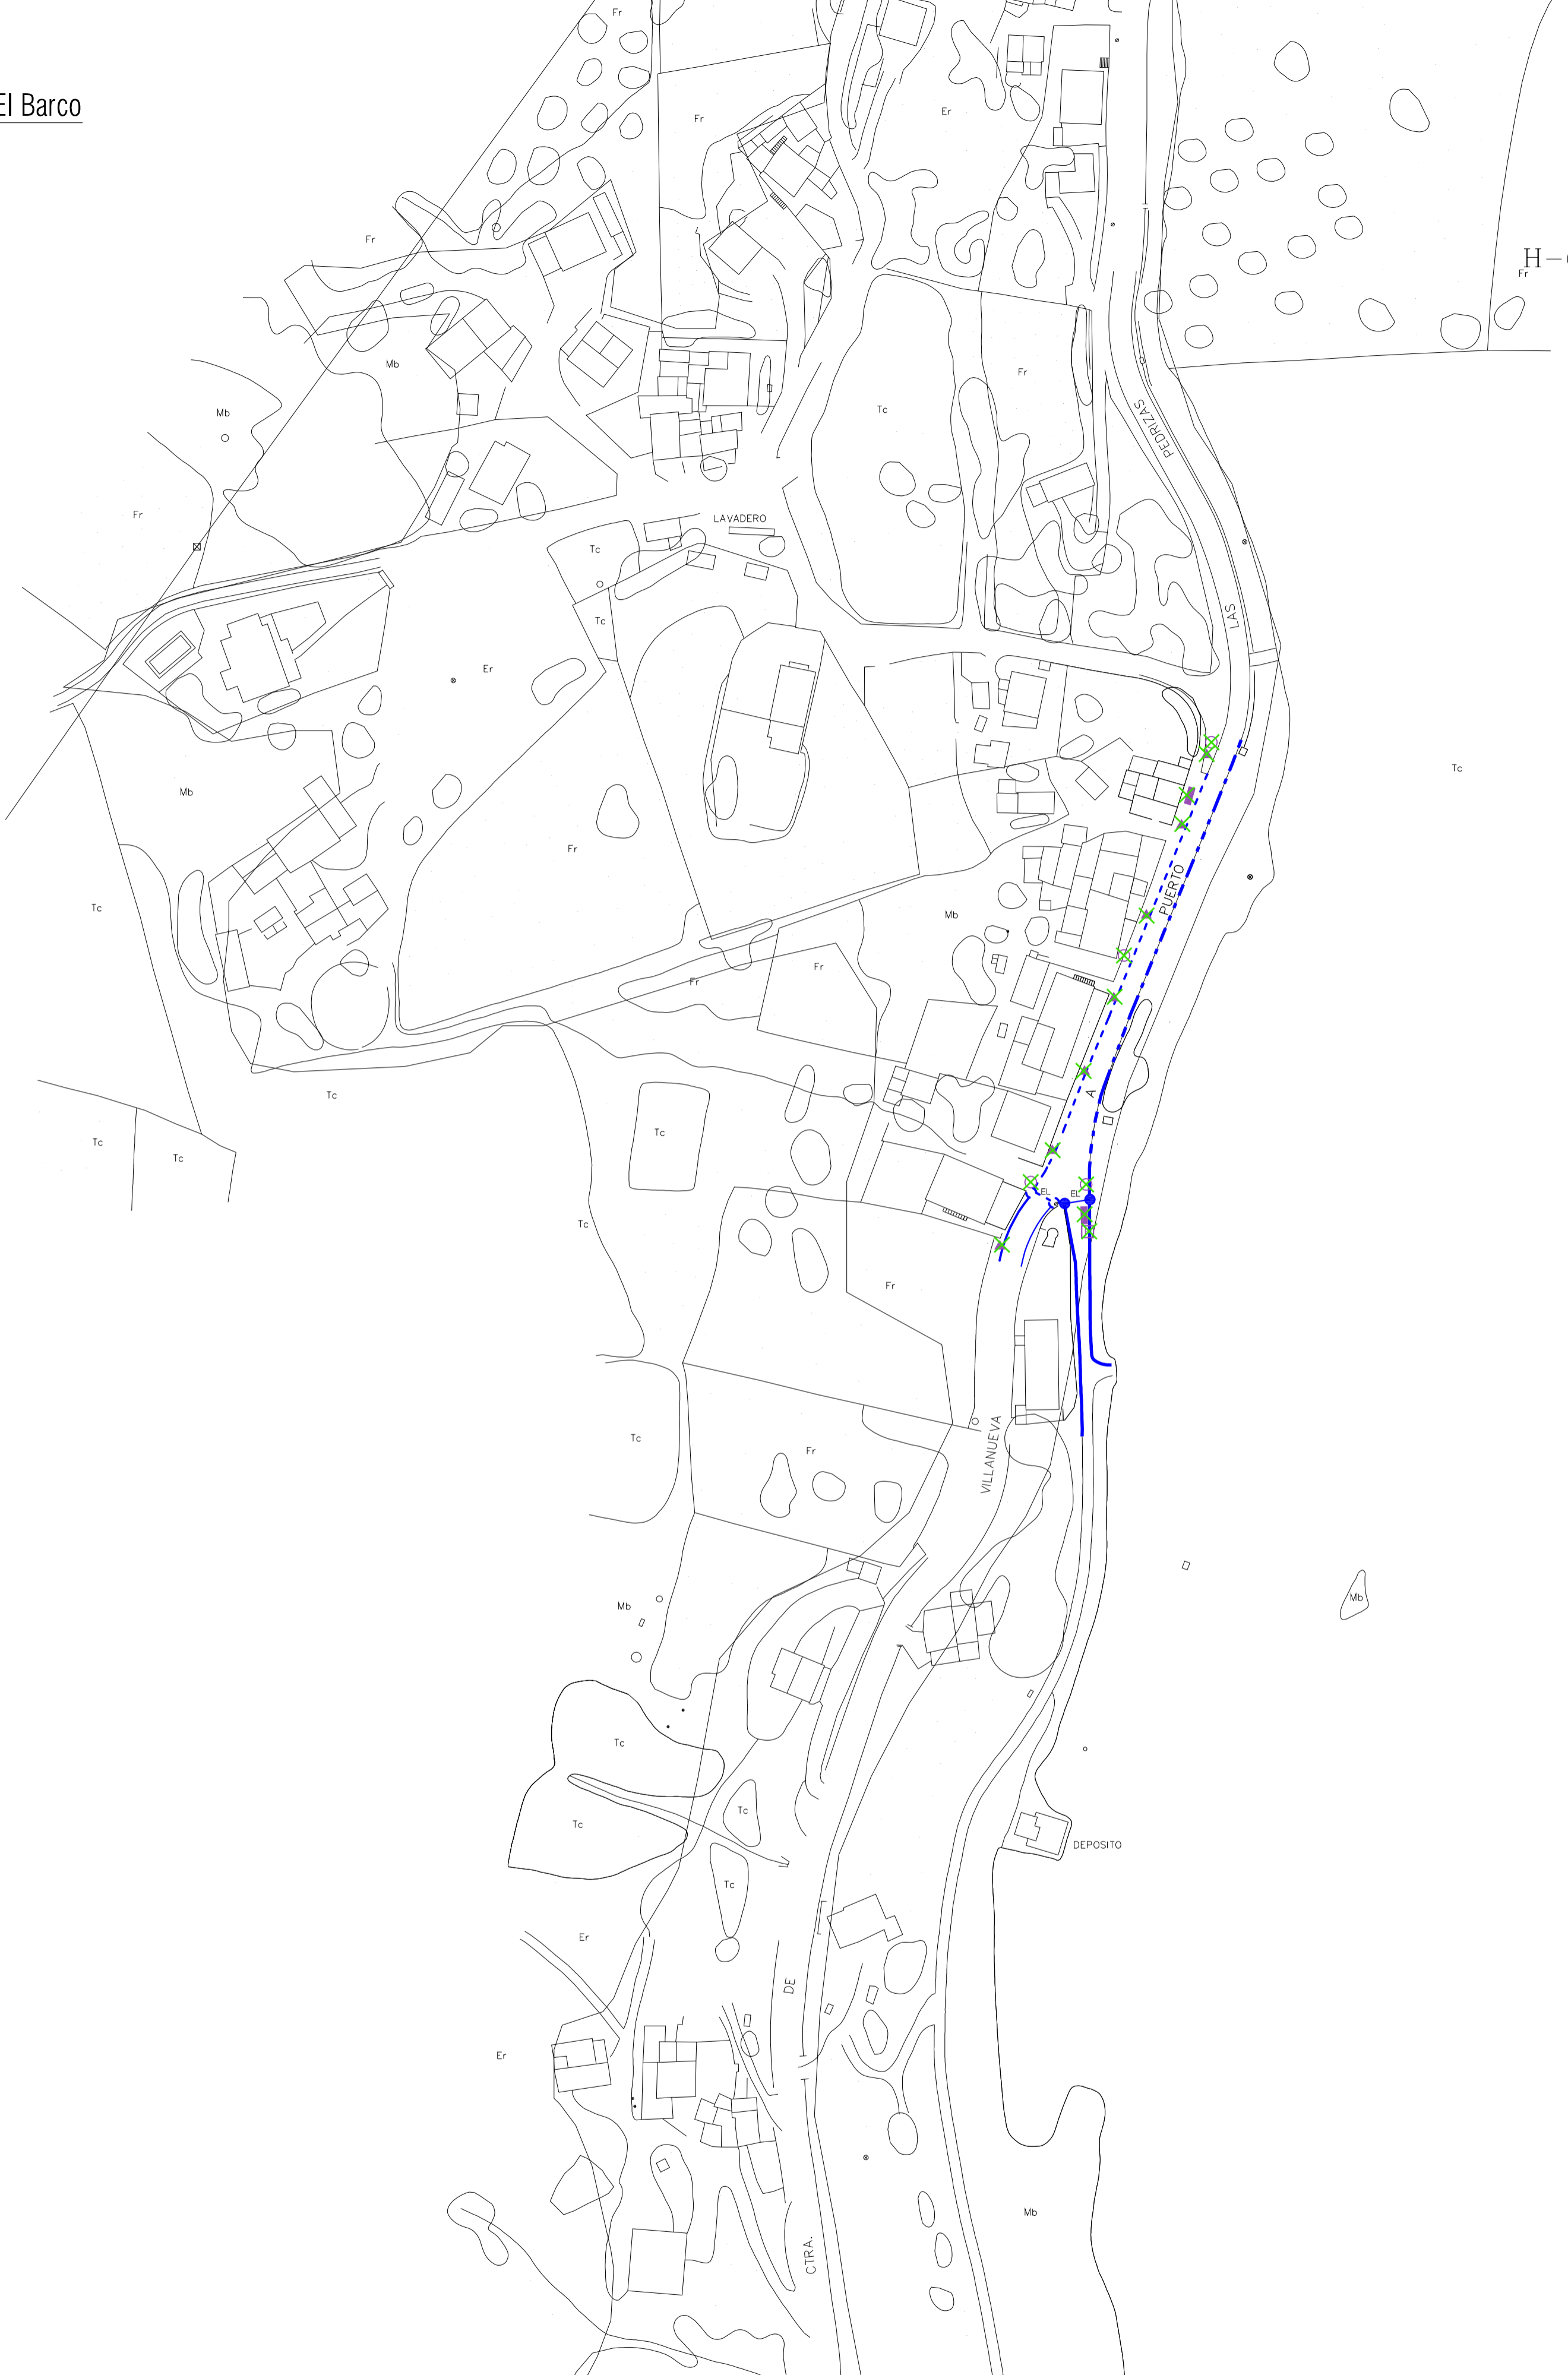 Fr
El Barco
Er
Fr
Fr
H-
Fr
Mb
Fr
Tc
Mb
PEDRIZAS
Fr
LAVADERO
Tc
Tc
LAS
Er
Tc
Mb
Fr
PUERTO
Tc
Mb
Fr
Fr
A
Tc
Tc
Tc
Tc
EL
EL
Tc
Fr
Tc
Fr
VILLANUEVA
Mb
Mb
Tc
Tc
Tc
DEPOSITO
Tc
Er
DE
Er
Mb
CTRA.